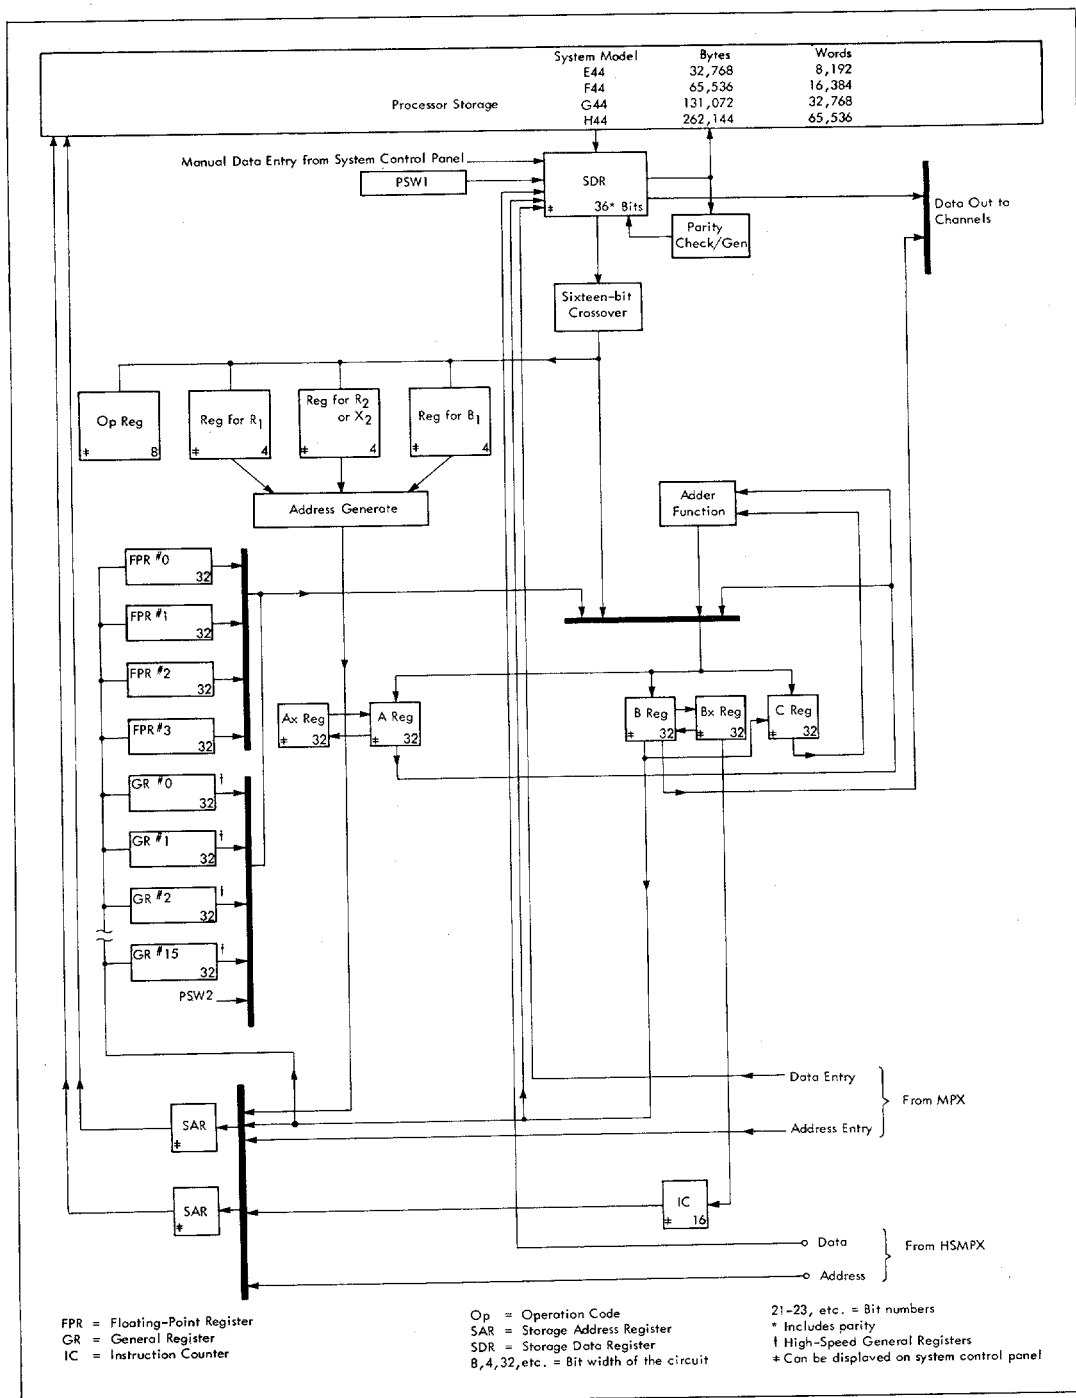 System Model Bytes Words
E44 32,768 8,192
F44 65,536 16,384
Processor Storage G44 131,072 32,768
H44 262,144 65,536
Manual Data Entry from System Control Panel
PSW1
SDR
‡ 36* Bits
Data Out to
Channels
Parity
Check/Gen
Sixteen-bit
Crossover
Op Reg
‡ 8
Reg for R1
‡ 4
Reg for R2
or X2
‡ 4
Reg for B1
‡ 4
Address Generate
Adder
Function
FPR #0
32
FPR #1
32
FPR #2
32
FPR #3
32
Ax Reg
‡ 32
A Reg
‡ 32
B Reg
‡ 32
Bx Reg
‡ 32
C Reg
‡ 32
GR #0 †
32
GR #1 †
32
GR #2 †
32
GR #15 †
32
PSW2
Data Entry
From MPX
Address Entry
SAR
‡
SAR
‡
IC
‡ 16
Data
From HSMPX
Address
FPR = Floating-Point Register
GR = General Register
IC = Instruction Counter
Op = Operation Code
SAR = Storage Address Register
SDR = Storage Data Register
8,4,32,etc. = Bit width of the circuit
21-23, etc. = Bit numbers
* Includes parity
† High-Speed General Registers
‡ Can be displayed on system control panel